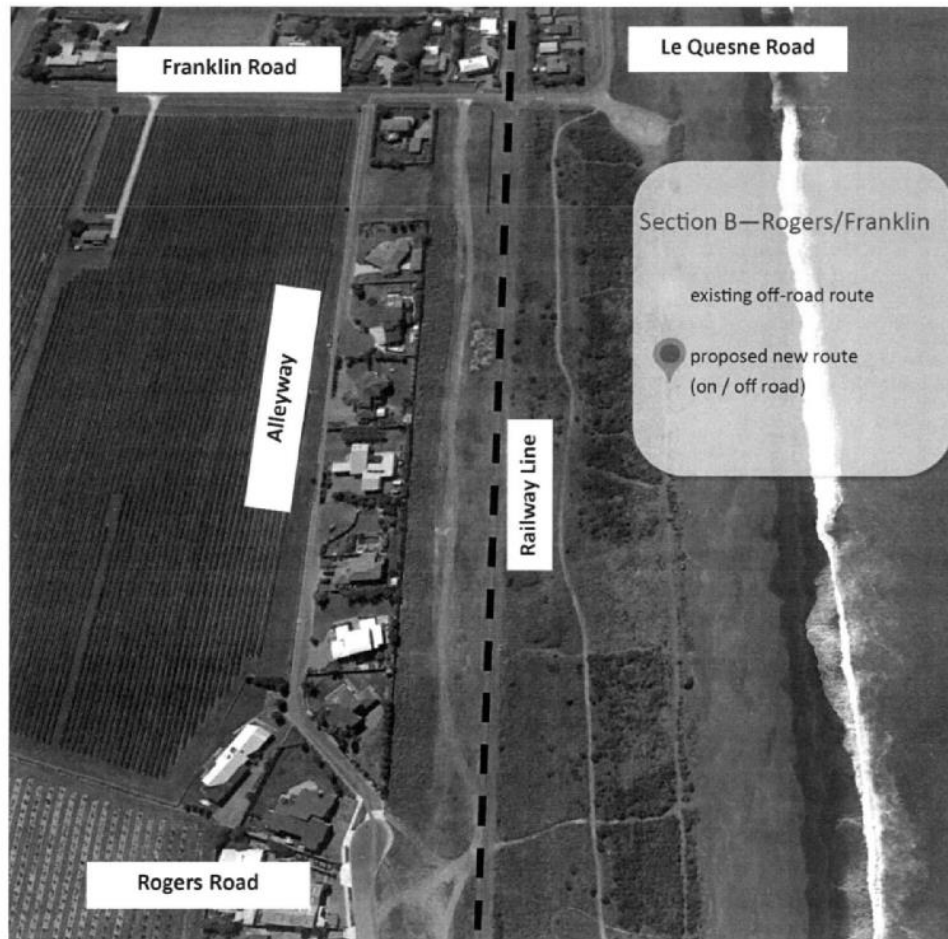 Franklin Road
Le Quesne Road
Section B—Rogers/Franklin
existing off-road route
proposed new route
(on / off road)
Alleyway
Railway Line
Rogers Road